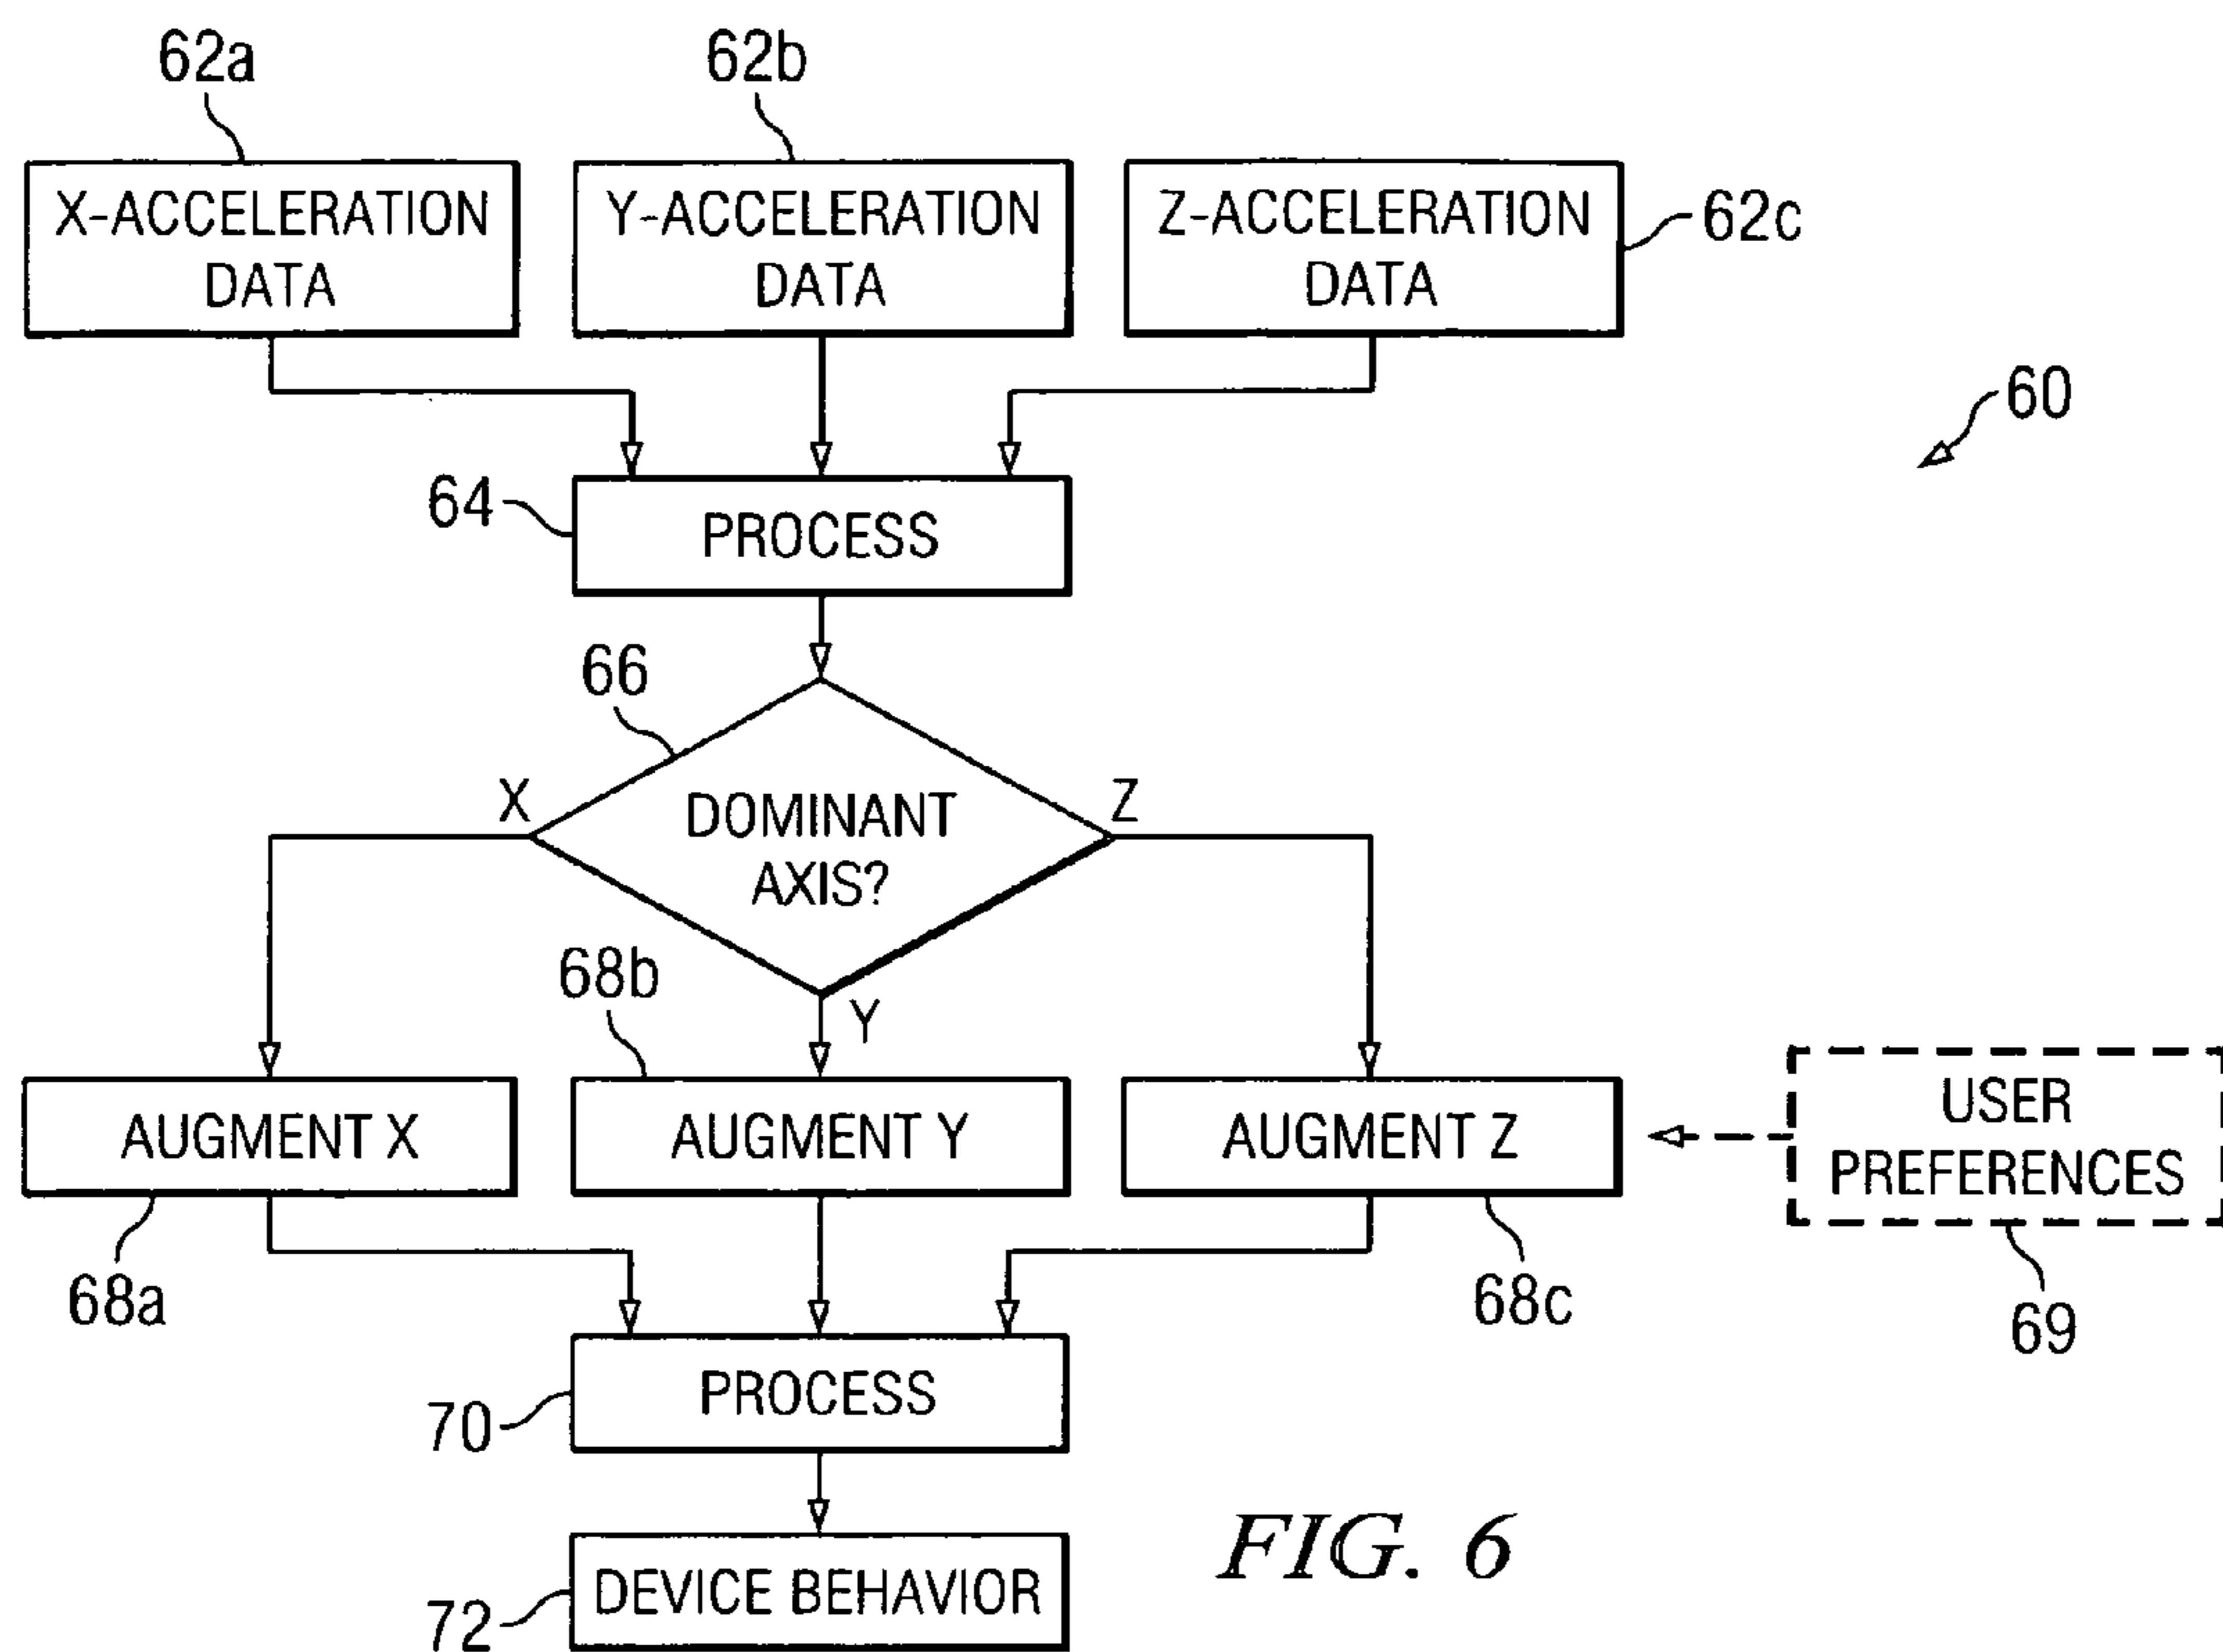 62a
62b
X-ACCELERATION
DATA
Y-ACCELERATION
DATA
Z-ACCELERATION
DATA
62c
60
64
PROCESS
66
X
DOMINANT
AXIS?
Z
68b
Y
AUGMENT X
AUGMENT Y
AUGMENT Z
USER
PREFERENCES
68a
68c
69
70
PROCESS
72
DEVICE BEHAVIOR
FIG. 6